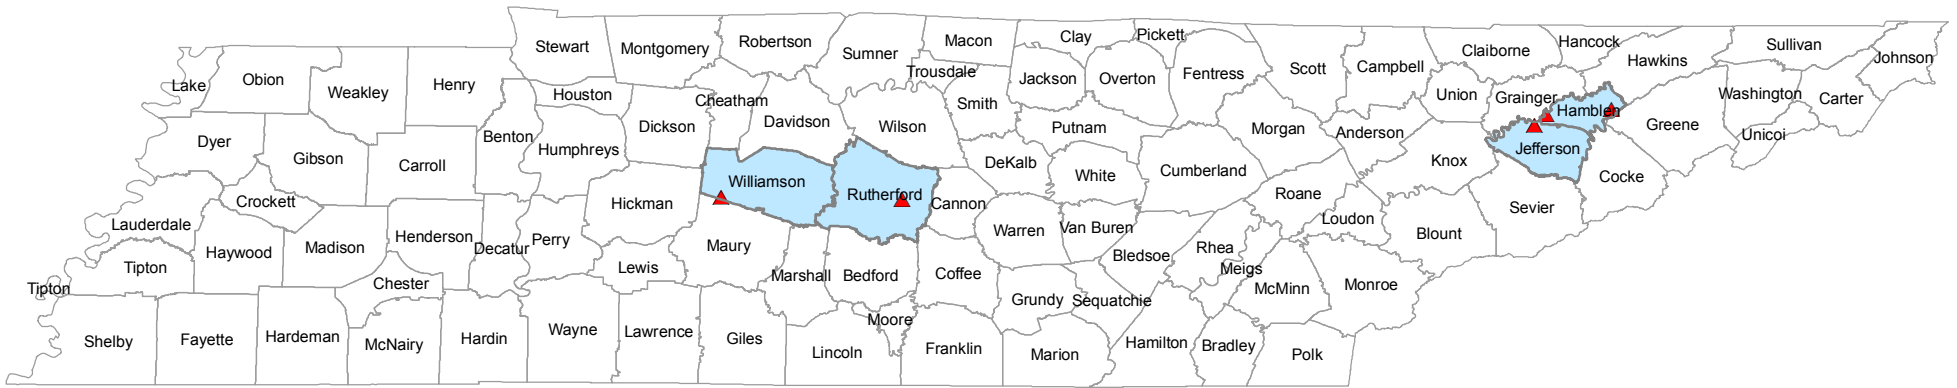 Stewart
Montgomery
Robertson
Sumner
Macon
Clay
Pickett
Fentress
Scott
Campbell
Claiborne
Hancock
Hawkins
Sullivan
Johnson
Lake
Obion
Weakley
Henry
Houston
Cheatham
Trousdale
Jackson
Overton
Smith
Union
Grainger
Hamblen
Washington
Carter
Unicoi
Greene
Dyer
Gibson
Carroll
Benton
Humphreys
Dickson
Davidson
Wilson
DeKalb
Putnam
White
Cumberland
Morgan
Anderson
Knox
Jefferson
Cocke
Lauderdale
Crockett
Haywood
Madison
Henderson
Decatur
Perry
Hickman
Williamson
Rutherford
Cannon
Warren
Van Buren
Bledsoe
Rhea
Roane
Loudon
Blount
Sevier
Tipton
Tipton
Chester
Lewis
Maury
Marshall
Bedford
Coffee
Grundy
Sequatchie
Meigs
McMinn
Monroe
Shelby
Fayette
Hardeman
McNairy
Hardin
Wayne
Lawrence
Giles
Lincoln
Moore
Franklin
Marion
Hamilton
Bradley
Polk